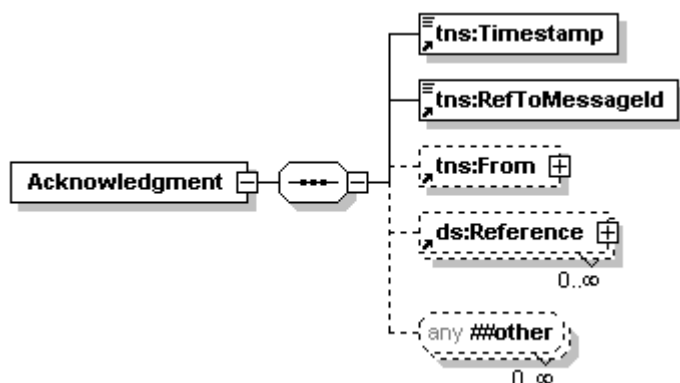 tns:Timestamp
tns:RefToMessageId
Acknowledgment
tns:From
ds:Reference
0..∞
any ##other
0..∞